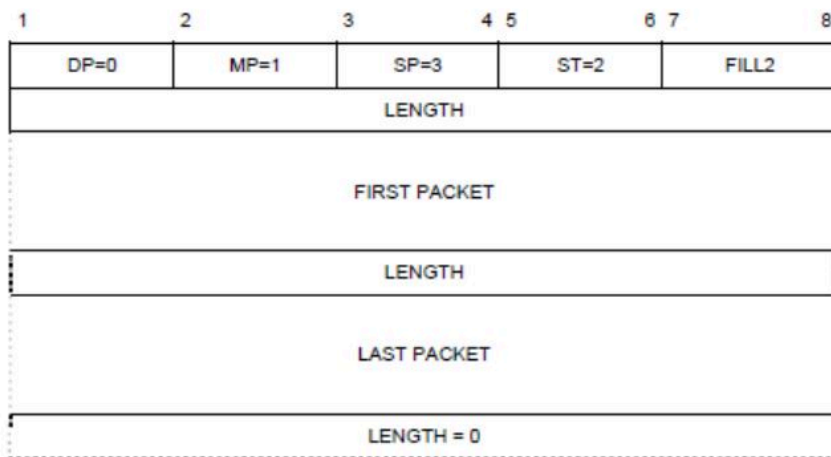 1 2 3 4 5 6 7 8
DP=0 MP=1 SP=3 ST=2 FILL2
LENGTH
FIRST PACKET
LENGTH
LAST PACKET
LENGTH = 0